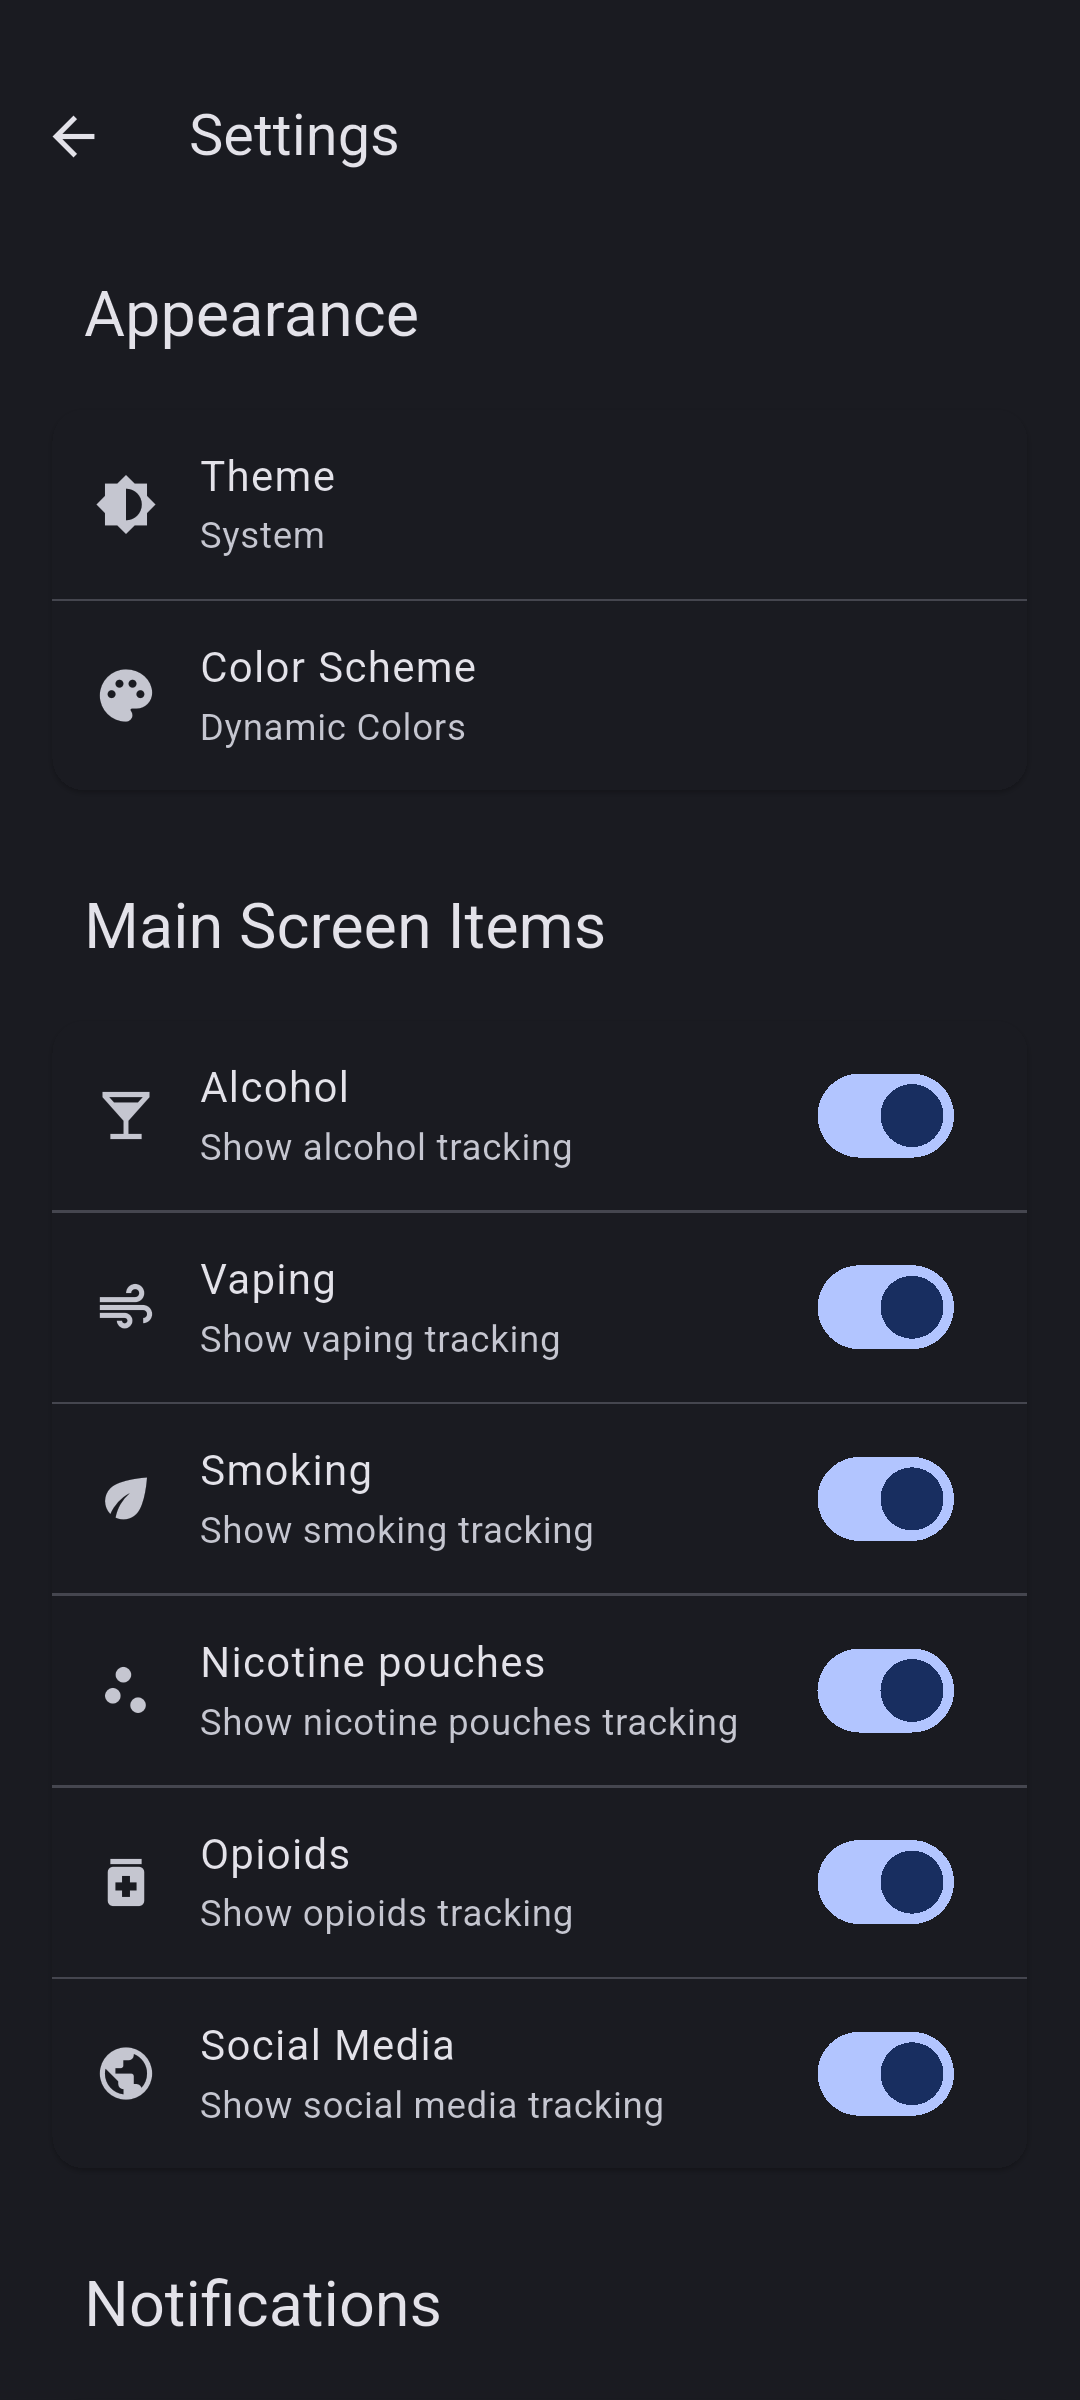 Settings
Appearance
Theme
System
Color Scheme
Dynamic Colors
Main Screen Items
Alcohol
Show alcohol tracking
Vaping
Show vaping tracking
Smoking
Show smoking tracking
Nicotine pouches
Show nicotine pouches tracking
Opioids
Show opioids tracking
Social Media
Show social media tracking
Notifications